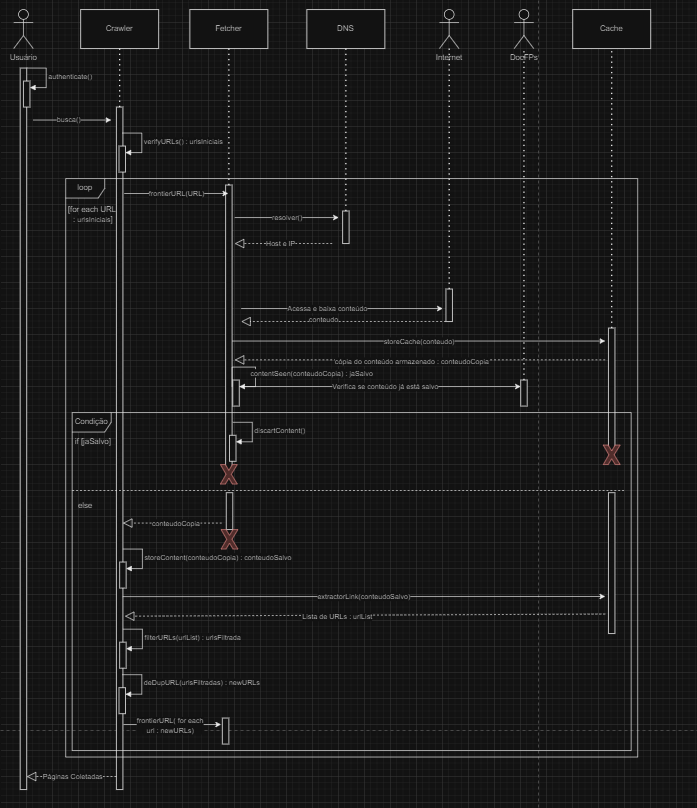 Crawler
Fetcher
DNS
Cache
Usuário
Internet
DocFPs
authenticate()
busca()
verifyURLs() : urlsIniciais
loop
frontierURL(URL)
[for each URL
: urlsIniciais]
resolver()
Host e IP
Acessa e baixa conteúdo
conteudo
storeCache(conteudo)
cópia do conteúdo armazenado : conteudoCopia
contentSeen(conteudoCopia) : jaSalvo
Verifica se conteúdo já está salvo
Condição
discartContent()
if [jaSalvo]
else
conteudoCopia
storeContent(conteudoCopia) : conteudoSalvo
extractorLink(conteudoSalvo)
Lista de URLs : urlList
filterURLs(urlList) : urlsFiltrada
deDupURL(urlsFiltradas) : newURLs
frontierURL( for each
url : newURLs)
Páginas Coletadas